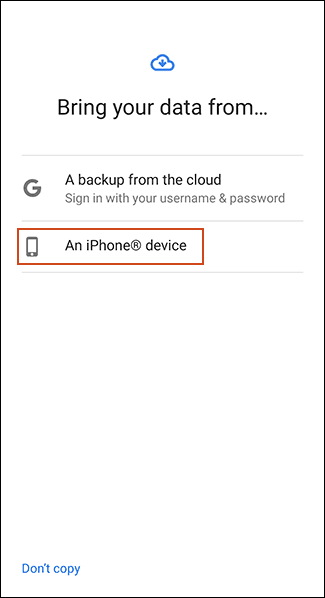 Bring your data from…
A backup from the cloud
Sign in with your username & password
An iPhone® device
Don't copy